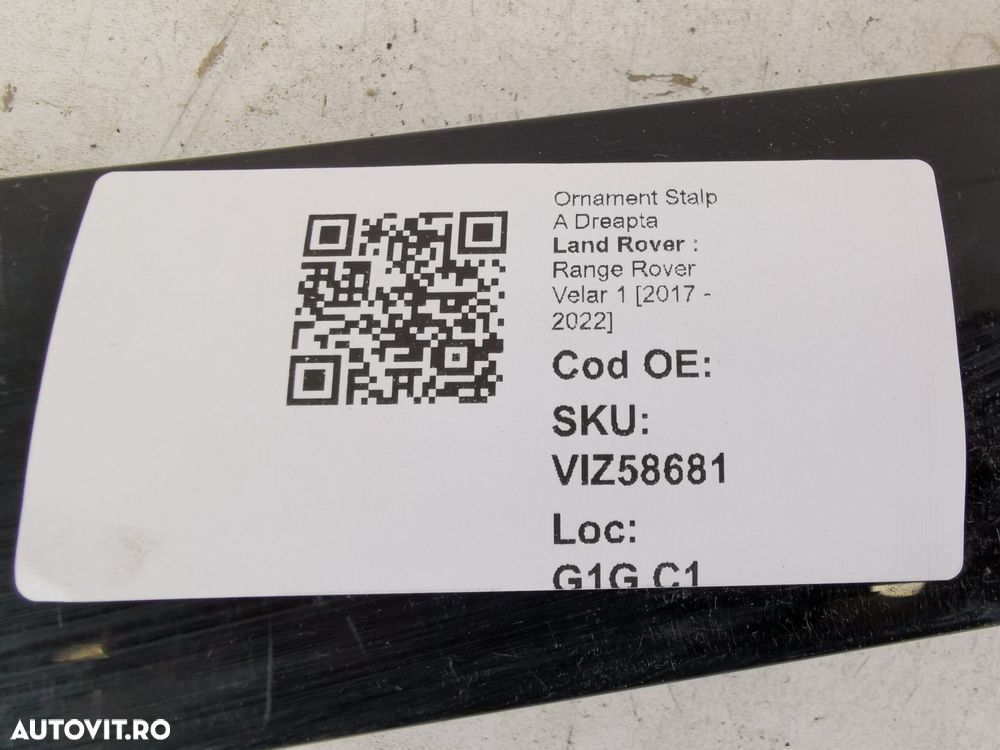 Ornament Stalp
A Dreapta
Land Rover :
Range Rover
Velar 1 [2017 -
2022]
Cod OE:
SKU:
VIZ58681
Loc:
G1G C1
AUTOVIT.RO